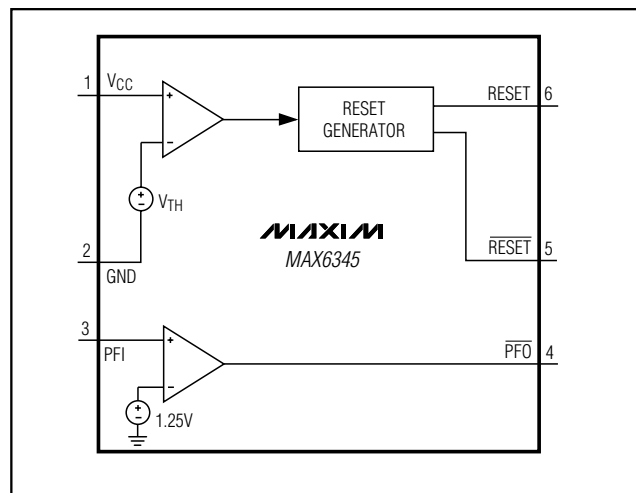 1 VCC
RESET 6
RESET
GENERATOR
+
−
+
−
VTH
MAXIM
MAX6345
2
GND
RESET 5
3
PFI
+
−
PFO 4
+
−
1.25V